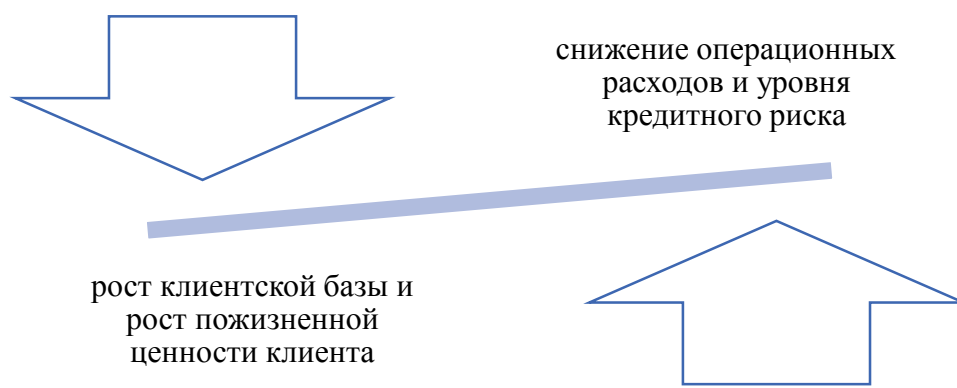 снижение операционных
расходов и уровня
кредитного риска
рост клиентской базы и
рост пожизненной
ценности клиента